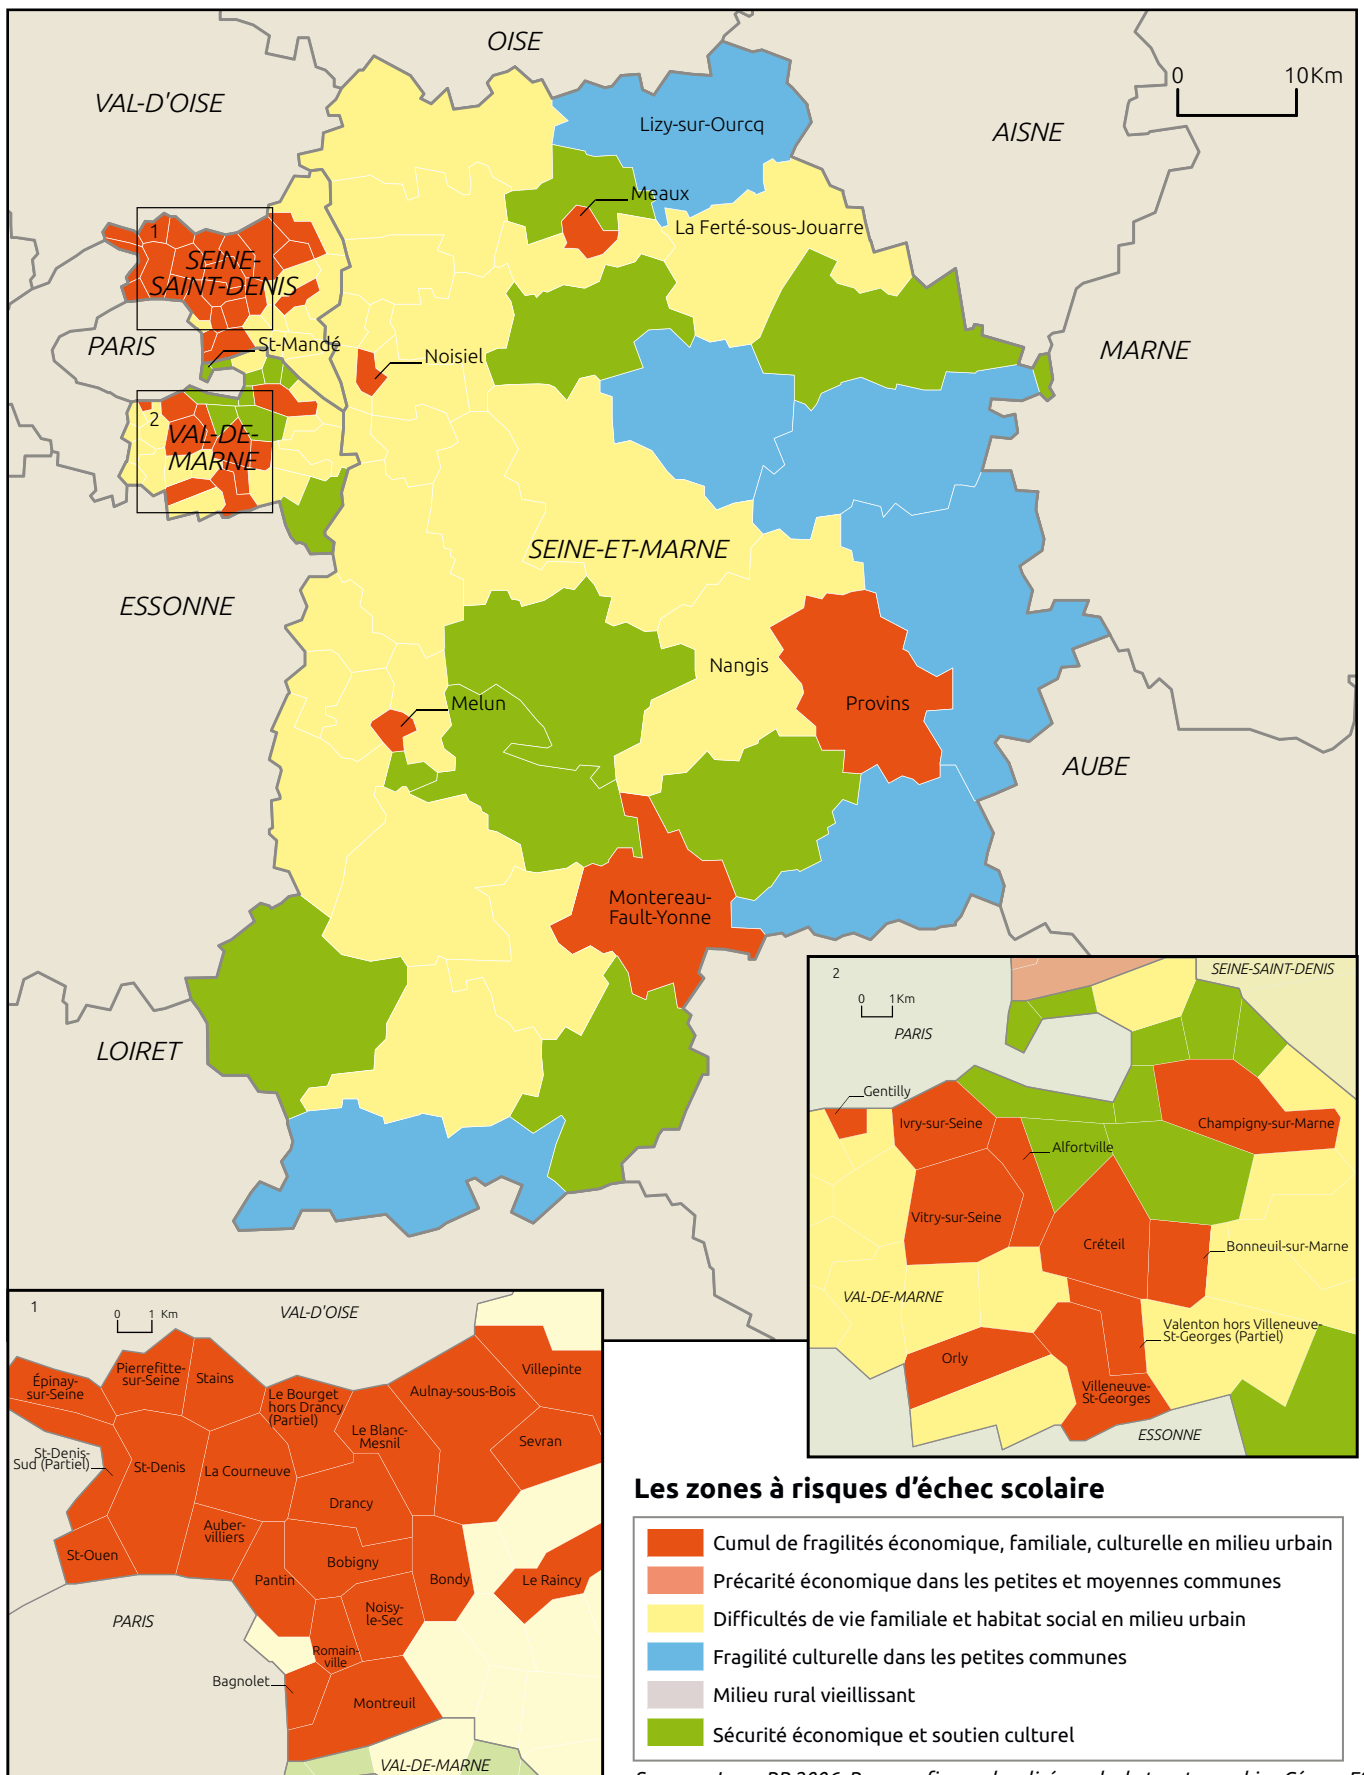 OISE
VAL-D'OISE
AISNE
0 10 Km
Lizy-sur-Ourcq
Meaux
La Ferté-sous-Jouarre
1
SEINE-
SAINT-DENIS
PARIS
St-Mandé
Noisiel
MARNE
2
VAL-DE-
MARNE
SEINE-ET-MARNE
ESSONNE
Nangis
Provins
Melun
AUBE
Montereau-
Fault-Yonne
LOIRET
2
SEINE-SAINT-DENIS
0 1 Km
PARIS
Gentilly
Ivry-sur-Seine
Champigny-sur-Marne
Alfortville
Vitry-sur-Seine
Créteil
Bonneuil-sur-Marne
VAL-DE-MARNE
Valenton hors Villeneuve-
St-Georges (Partiel)
Orly
Villeneuve-
St-Georges
ESSONNE
1
0 1 Km
VAL-D'OISE
Épinay-
sur-Seine
Pierrefitte-
sur-Seine
Stains
Le Bourget
hors Drancy
(Partiel)
Aulnay-sous-Bois
Villepinte
Le Blanc-
Mesnil
Sevran
St-Denis-
Sud (Partiel)
St-Denis
La Courneuve
Drancy
Auber-
villiers
St-Ouen
Bobigny
Pantin
Bondy
Le Raincy
Noisy-
le-Sec
PARIS
Romain-
ville
Bagnolet
Montreuil
VAL-DE-MARNE
Les zones à risques d’échec scolaire
Cumul de fragilités économique, familiale, culturelle en milieu urbain
Précarité économique dans les petites et moyennes communes
Difficultés de vie familiale et habitat social en milieu urbain
Fragilité culturelle dans les petites communes
Milieu rural vieillissant
Sécurité économique et soutien culturel